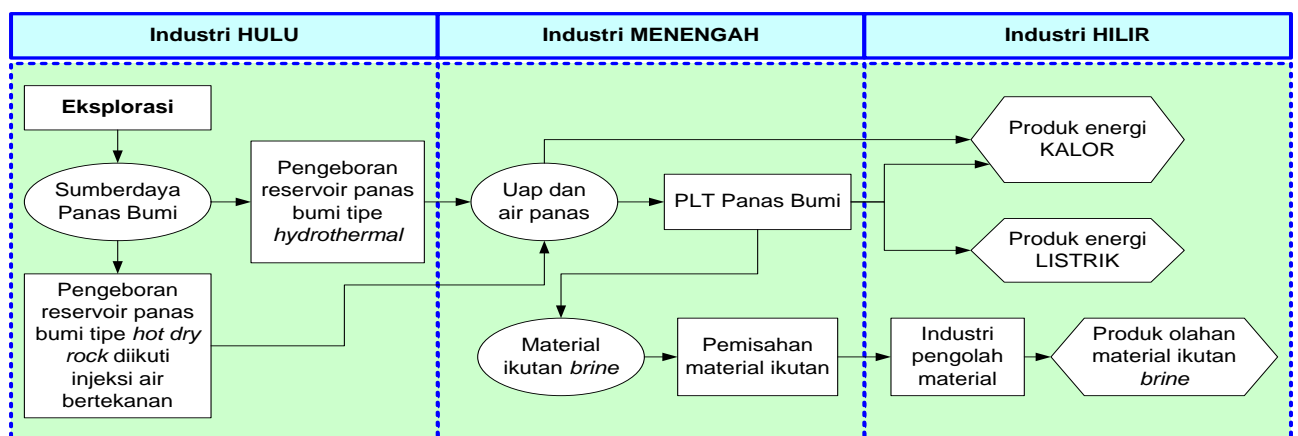 Industri HULU
Industri MENENGAH
Industri HILIR
Eksplorasi
Sumberdaya
Panas Bumi
Pengeboran
reservoir panas
bumi tipe
hydrothermal
Pengeboran
reservoir panas
bumi tipe hot dry
rock diikuti
injeksi air
bertekanan
Uap dan
air panas
PLT Panas Bumi
Material
ikutan brine
Pemisahan
material ikutan
Produk energi
KALOR
Produk energi
LISTRIK
Industri
pengolah
material
Produk olahan
material ikutan
brine